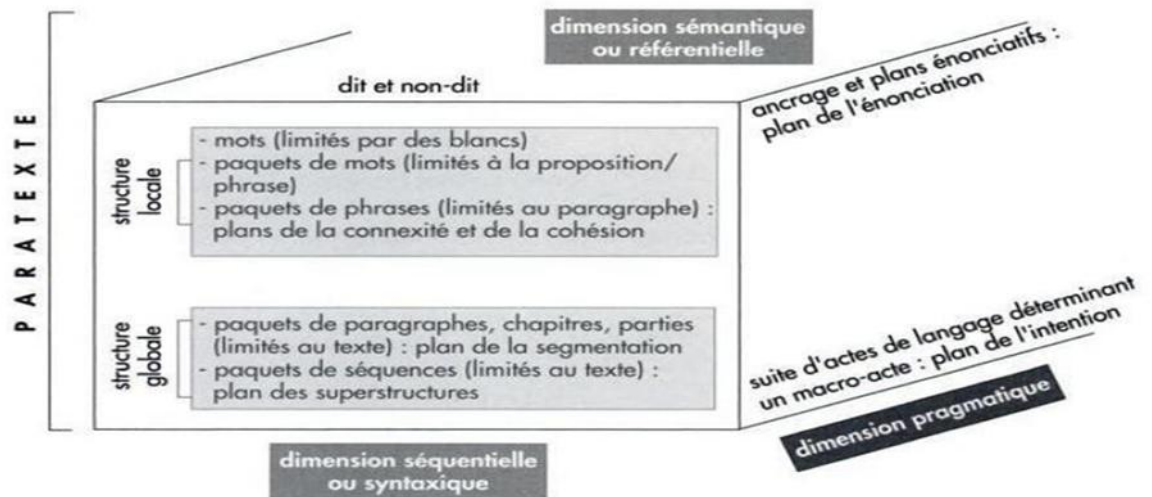 dimension sémantique
ou référentielle
dit et non-dit
ancrage et plans énonciatifs :
plan de l'énonciation
PARATEXTE
structure
locale
- mots (limités par des blancs)
- paquets de mots (limités à la proposition/
phrase)
- paquets de phrases (limités au paragraphe) :
plans de la connexité et de la cohésion
structure
globale
- paquets de paragraphes, chapitres, parties
(limités au texte) : plan de la segmentation
- paquets de séquences (limités au texte) :
plan des superstructures
suite d'actes de langage déterminant
un macro-acte : plan de l'intention
dimension pragmatique
dimension séquentielle
ou syntaxique